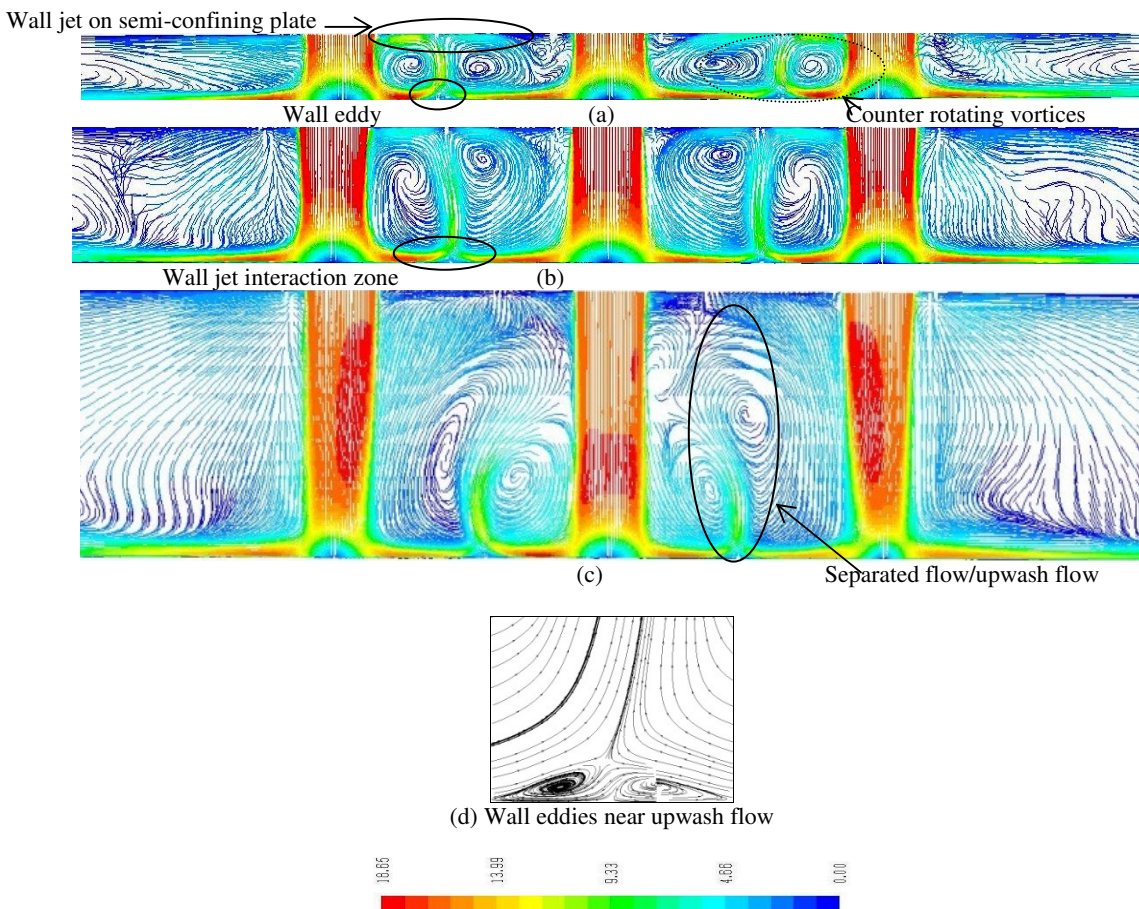 Wall jet on semi-confining plate
Wall eddy
(a)
Counter rotating vortices
Wall jet interaction zone
(b)
(c)
Separated flow/upwash flow
(d) Wall eddies near upwash flow
18.65 13.99 9.33 4.66 0.00